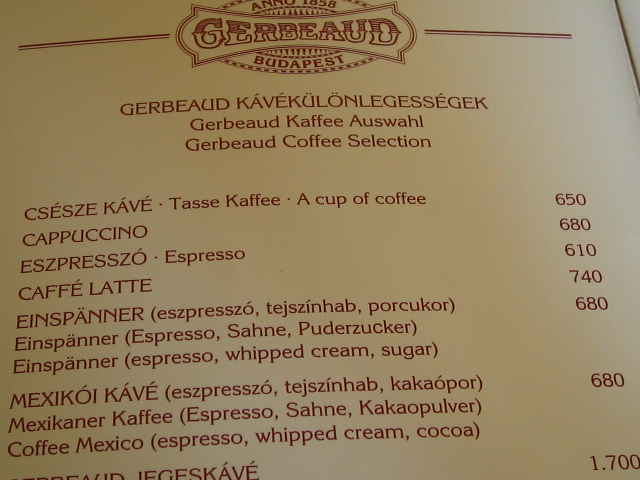 ANNO 1858
GERBEAUD
BUDAPEST
GERBEAUD KÁVÉKÜLÖNLEGESSÉGEK
Gerbeaud Kaffee Auswahl
Gerbeaud Coffee Selection
CSÉSZE KÁVÉ · Tasse Kaffee · A cup of coffee 650
CAPPUCCINO 680
ESZPRESSZÓ · Espresso 610
CAFFÉ LATTE 740
EINSPÄNNER (eszpresszó, tejszínhab, porcukor) 680
Einspänner (Espresso, Sahne, Puderzucker)
Einspänner (espresso, whipped cream, sugar)
MEXIKÓI KÁVÉ (eszpresszó, tejszínhab, kakaópor) 680
Mexikaner Kaffee (Espresso, Sahne, Kakaopulver)
Coffee Mexico (espresso, whipped cream, cocoa)
GERBEAUD JEGESKÁVÉ 1.700